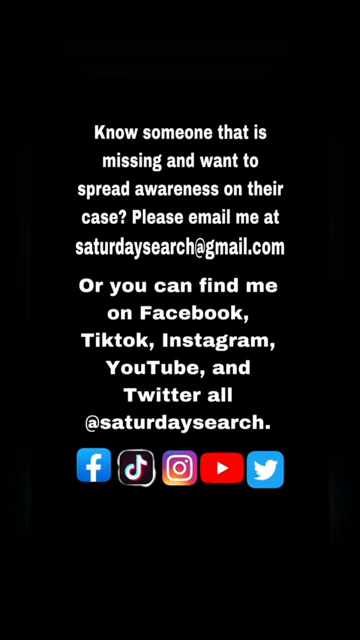 Know someone that is
missing and want to
spread awareness on their
case? Please email me at
saturdaysearch@gmail.com
Or you can find me
on Facebook,
Tiktok, Instagram,
YouTube, and
Twitter all
@saturdaysearch.